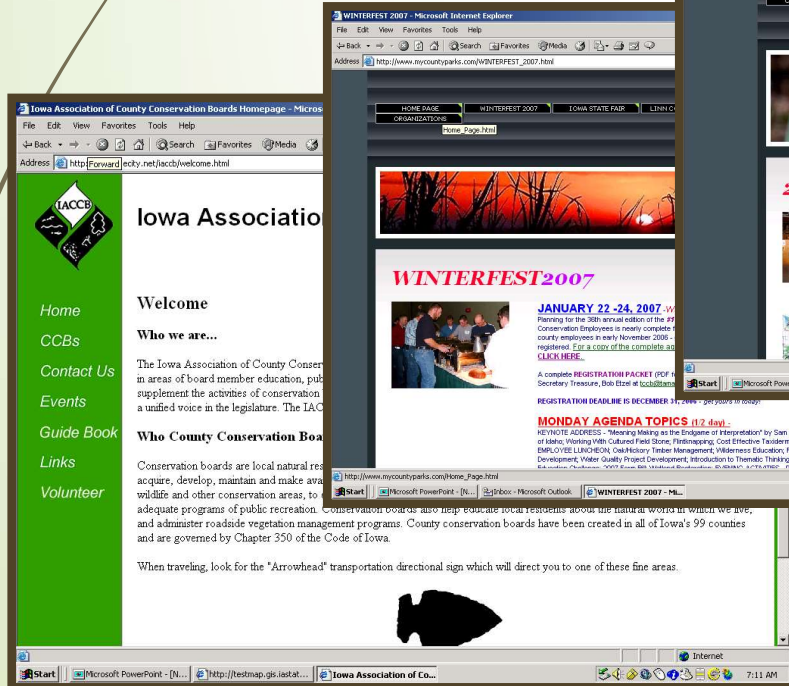 WINTERFEST 2007 - Microsoft Internet Explorer
File Edit View Favorites Tools Help
Back Search Favorites Media
Address http://www.mycountyparks.com/WINTERFEST_2007.html
HOME PAGE WINTERFEST 2007 IOWA STATE FAIR LINN
ORGANIZATIONS
Home_Page.html
WINTERFEST2007
JANUARY 22 -24, 2007
Planning for the 38th annual edition of the
Conservation Employees is nearly complete
county employees in early November 2006 -
registered. For a copy of the complete
CLICK HERE.
A complete REGISTRATION PACKET (PDF
Secretary Treasure, Bob Etzel at
REGISTRATION DEADLINE IS DECEMBER 31, 2006 - get yours in today!
MONDAY AGENDA TOPICS (1/2 day) -
KEYNOTE ADDRESS - "Meaning Making as the Endgame of Interpretation" by Sam
of Idaho; Working With Cultured Field Stone; Flintknapping; Cost Effective
EMPLOYEE LUNCHEON; Oak/Hickory Timber Management; Wilderness Education;
Development; Water Quality Project Development; Introduction to Thematic Thinking
http://www.mycountyparks.com/Home_Page.html
Start Microsoft PowerPoint - [N... Inbox - Microsoft Outlook WINTERFEST 2007 - Mi...
Start Microsoft
Iowa Association of County Conservation Boards Homepage -
File Edit View Favorites Tools Help
Back Search Favorites Media
Address http: Forward ecity.net/iaccb/welcome.html
IACCB
Iowa
Home
CCBs
Contact Us
Events
Guide Book
Links
Volunteer
Welcome
Who we are...
The Iowa Association of County
in areas of board member education,
supplement the activities of conservation
a unified voice in the legislature. The
Who County Conservation
Conservation boards are local natural
acquire, develop, maintain and make
wildlife and other conservation areas, to
adequate programs of public recreation. Conservation boards also help educate local residents about the natural world in which we live,
and administer roadside vegetation management programs. County conservation boards have been created in all of Iowa's 99 counties
and are governed by Chapter 350 of the Code of Iowa.
When traveling, look for the "Arrowhead" transportation directional sign which will direct you to one of these fine areas.
Internet
Start Microsoft PowerPoint - [N... http://testmap.gis.iastat... Iowa Association of Co... 7:11 AM